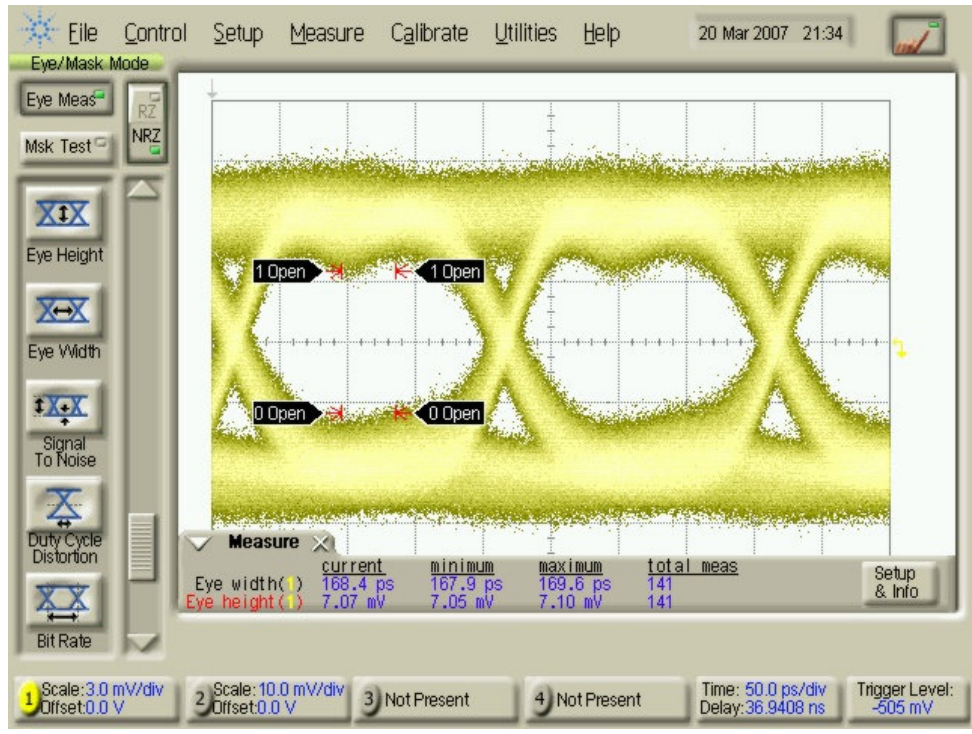 File Control Setup Measure Calibrate Utilities Help 20 Mar 2007 21:34
Eye/Mask Mode
Eye Meas
RZ
NRZ
Msk Test
Eye Height
Eye Width
Signal
To Noise
Duty Cycle
Distortion
Bit Rate
1 Open 1 Open
0 Open 0 Open
Measure
current minimum maximum total meas
Eye width(1) 168.4 ps 167.9 ps 169.6 ps 141
Eye height(1) 7.07 mV 7.05 mV 7.10 mV 141
Setup
& Info
1 Scale:3.0 mV/div
Offset:0.0 V
2 Scale:10.0 mV/div
Offset:0.0 V
3 Not Present
4 Not Present
Time: 50.0 ps/div
Delay:36.9408 ns
Trigger Level:
-505 mV